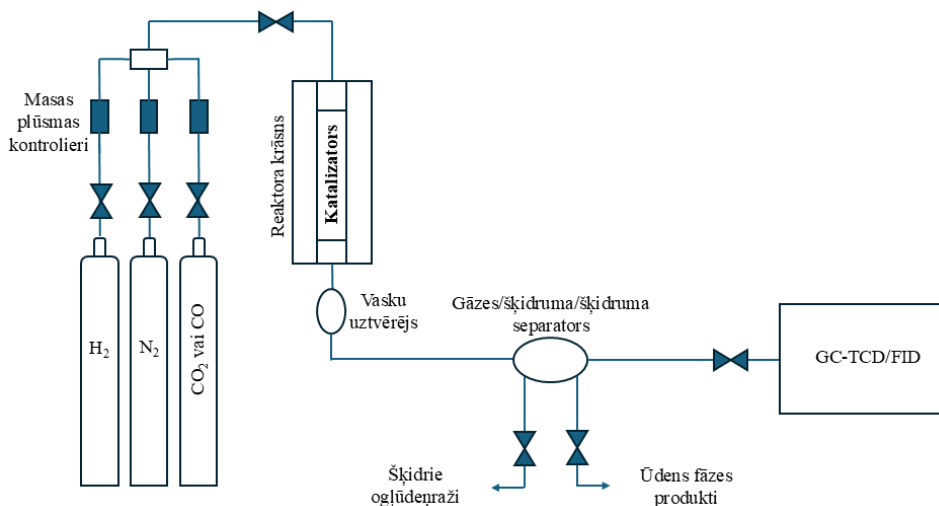 Masas
plūsmas
kontrolieri
H₂
N₂
CO₂ vai CO
Reaktora krāsns
Katalizators
Vasku
uztvērējs
Gāzes/šķidruma/šķidruma
separators
GC-TCD/FID
Šķidrie
ogļūdeņraži
Ūdens fāzes
produkti